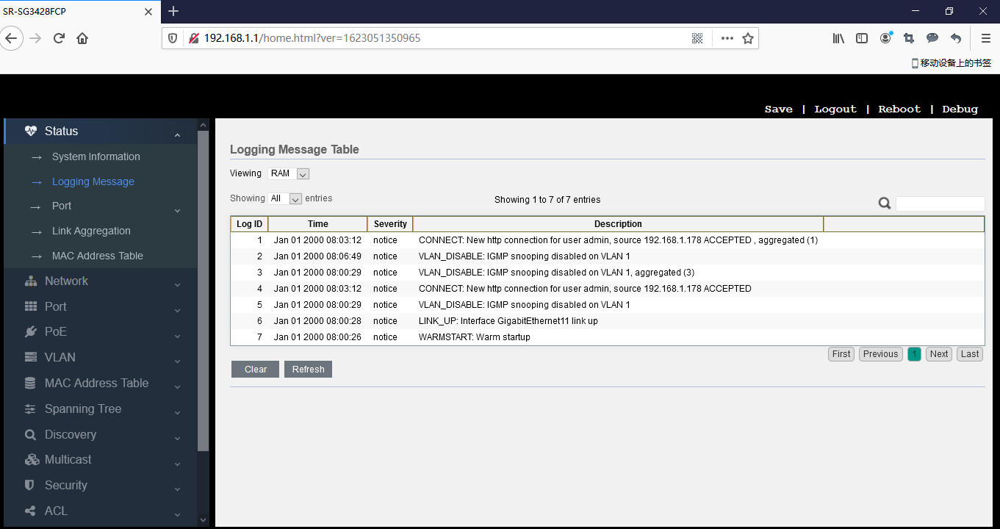 SR-SG3428FCP
192.168.1.1/home.html?ver=1623051350965
移动设备上的书签
Save | Logout | Reboot | Debug
Status
System Information
Logging Message
Port
Link Aggregation
MAC Address Table
Network
Port
PoE
VLAN
MAC Address Table
Spanning Tree
Discovery
Multicast
Security
ACL
Logging Message Table
Viewing RAM
Showing All entries
Showing 1 to 7 of 7 entries
Log ID Time Severity Description
1 Jan 01 2000 08:03:12 notice CONNECT: New http connection for user admin, source 192.168.1.178 ACCEPTED , aggregated (1)
2 Jan 01 2000 08:06:49 notice VLAN_DISABLE: IGMP snooping disabled on VLAN 1
3 Jan 01 2000 08:00:29 notice VLAN_DISABLE: IGMP snooping disabled on VLAN 1, aggregated (3)
4 Jan 01 2000 08:03:12 notice CONNECT: New http connection for user admin, source 192.168.1.178 ACCEPTED
5 Jan 01 2000 08:00:29 notice VLAN_DISABLE: IGMP snooping disabled on VLAN 1
6 Jan 01 2000 08:00:28 notice LINK_UP: Interface GigabitEthernet11 link up
7 Jan 01 2000 08:00:26 notice WARMSTART: Warm startup
First Previous 1 Next Last
Clear Refresh